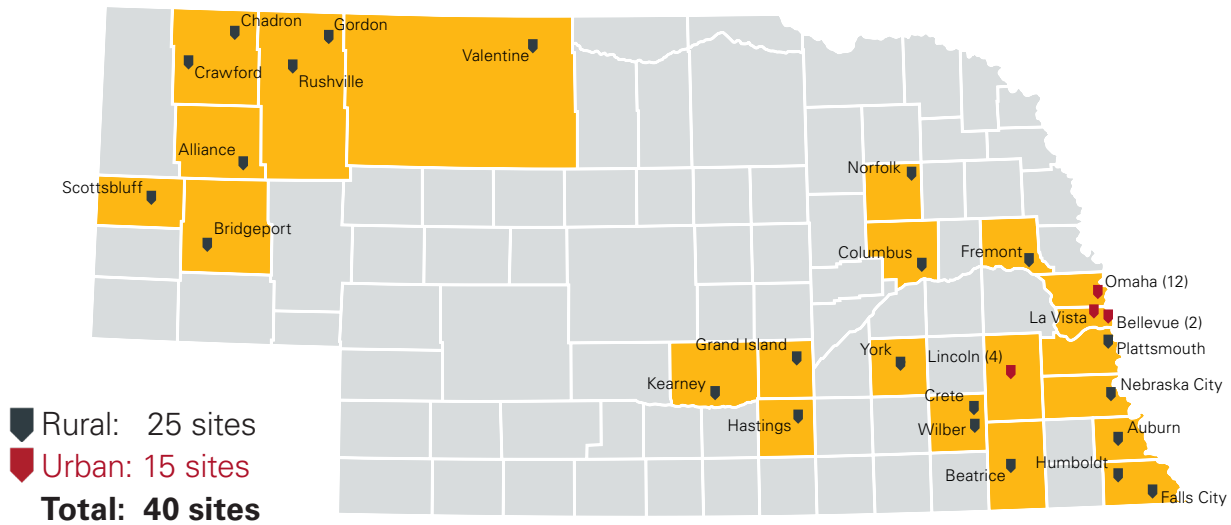 Chadron
Gordon
Valentine
Crawford
Rushville
Alliance
Scottsbluff
Bridgeport
Norfolk
Columbus
Fremont
Omaha (12)
La Vista
Bellevue (2)
Plattsmouth
Grand Island
York
Lincoln (4)
Kearney
Nebraska City
Crete
Hastings
Wilber
Auburn
Beatrice
Humboldt
Falls City
Rural: 25 sites
Urban: 15 sites
Total: 40 sites